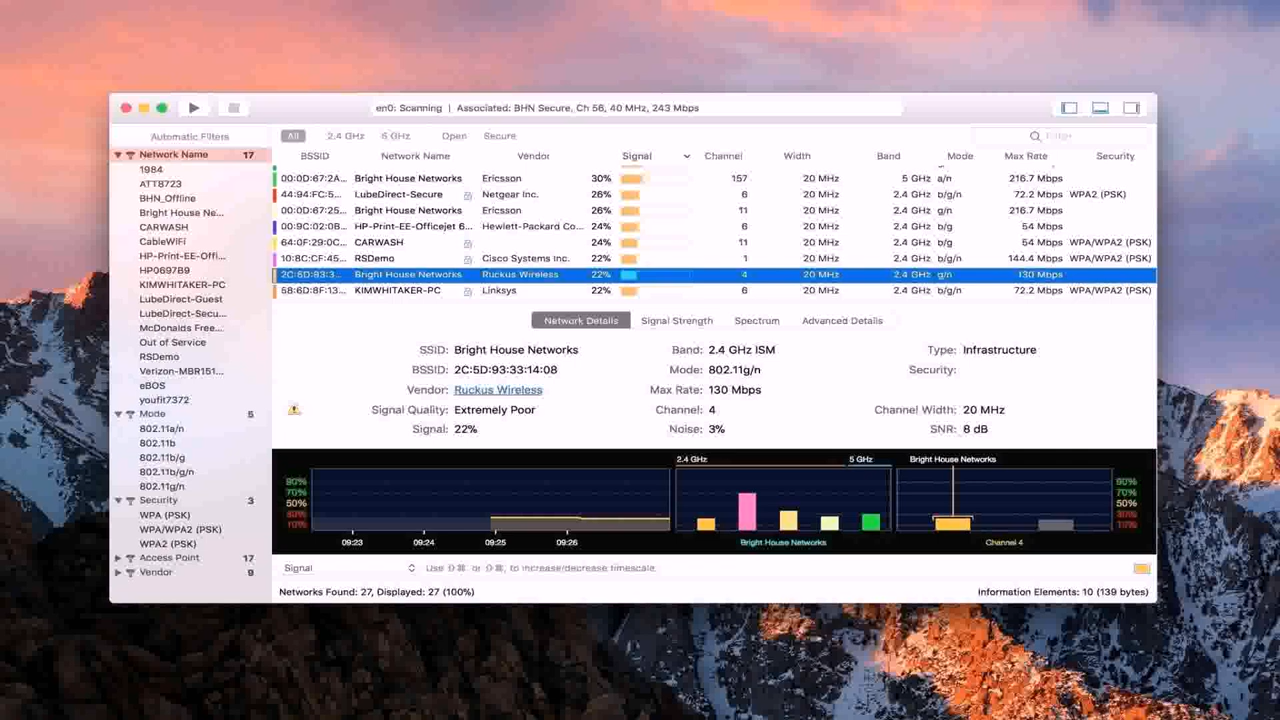 en0: Scanning | Associated: BHN Secure, Ch 56, 40 MHz, 243 Mbps
Automatic Filters
All 2.4 GHz 5 GHz Open Secure
BSSID Network Name Vendor Signal Channel Width Band Mode Max Rate Security
00:0D:67:2A... Bright House Networks Ericsson 30% 157 20 MHz 5 GHz a/n 216.7 Mbps
44:94:FC:5... LubeDirect-Secure Netgear Inc. 26% 6 20 MHz 2.4 GHz b/g/n 72.2 Mbps WPA2 (PSK)
00:0D:67:25... Bright House Networks Ericsson 26% 11 20 MHz 2.4 GHz b/g/n 216.7 Mbps
00:9C:02:0B... HP-Print-EE-Officejet 6... Hewlett-Packard Co... 24% 6 20 MHz 2.4 GHz b/g 54 Mbps
64:0F:29:0C... CARWASH 24% 11 20 MHz 2.4 GHz b/g 54 Mbps WPA/WPA2 (PSK)
10:8C:CF:45... RSDemo Cisco Systems Inc. 24% 1 20 MHz 2.4 GHz b/g/n 144.4 Mbps WPA/WPA2 (PSK)
2C:5D:93:3... Bright House Networks Ruckus Wireless 22% 4 20 MHz 2.4 GHz g/n 130 Mbps
68:6D:8F:13... KIMWHITAKER-PC Linksys 22% 6 20 MHz 2.4 GHz b/g/n 72.2 Mbps WPA/WPA2 (PSK)
Network Name 17
1984
ATT8723
BHN_Offline
Bright House Ne...
CARWASH
CableWiFi
HP-Print-EE-Offi...
HP0697B9
KIMWHITAKER-PC
LubeDirect-Guest
LubeDirect-Secu...
McDonalds Free...
Out of Service
RSDemo
Verizon-MBR151...
eBOS
youfit7372
Mode 5
802.11a/n
802.11b
802.11b/g
802.11b/g/n
802.11g/n
Security 3
WPA (PSK)
WPA/WPA2 (PSK)
WPA2 (PSK)
Access Point 17
Vendor 9
Network Details Signal Strength Spectrum Advanced Details
SSID: Bright House Networks Band: 2.4 GHz ISM Type: Infrastructure
BSSID: 2C:5D:93:33:14:08 Mode: 802.11g/n Security:
Vendor: Ruckus Wireless Max Rate: 130 Mbps
Signal Quality: Extremely Poor Channel: 4 Channel Width: 20 MHz
Signal: 22% Noise: 3% SNR: 8 dB
2.4 GHz 5 GHz Bright House Networks
90% 90%
70% 70%
50% 50%
30% 30%
10% 10%
09:23 09:24 09:25 09:26 Bright House Networks Channel 4
Signal Use ⇧⌘. or ⇧⌘, to increase/decrease timescale.
Networks Found: 27, Displayed: 27 (100%) Information Elements: 10 (139 bytes)